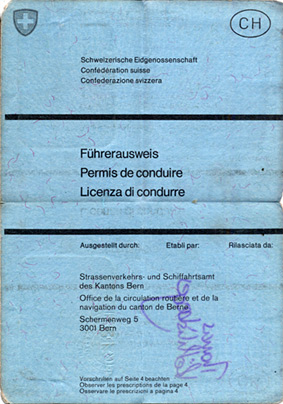 CH
Schweizerische Eidgenossenschaft
Confédération suisse
Confederazione svizzera
Führerausweis
Permis de conduire
Licenza di condurre
Ausgestellt durch: Etabli par: Rilasciata da:
Strassenverkehrs- und Schiffahrtsamt
des Kantons Bern
Office de la circulation routière et de la
navigation du canton de Berne
Schermenweg 5
3001 Bern
Vorschriften auf Seite 4 beachten
Observer les prescriptions de la page 4
Osservare le prescrizioni a pagina 4